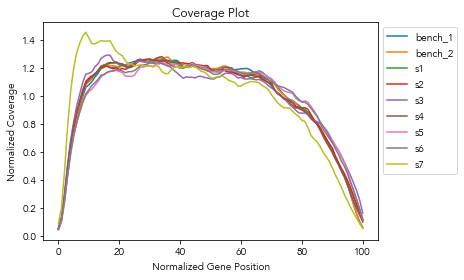 Coverage Plot
Normalized Coverage
1.4
1.2
1.0
0.8
0.6
0.4
0.2
0.0
0 20 40 60 80 100
Normalized Gene Position
bench_1
bench_2
s1
s2
s3
s4
s5
s6
s7